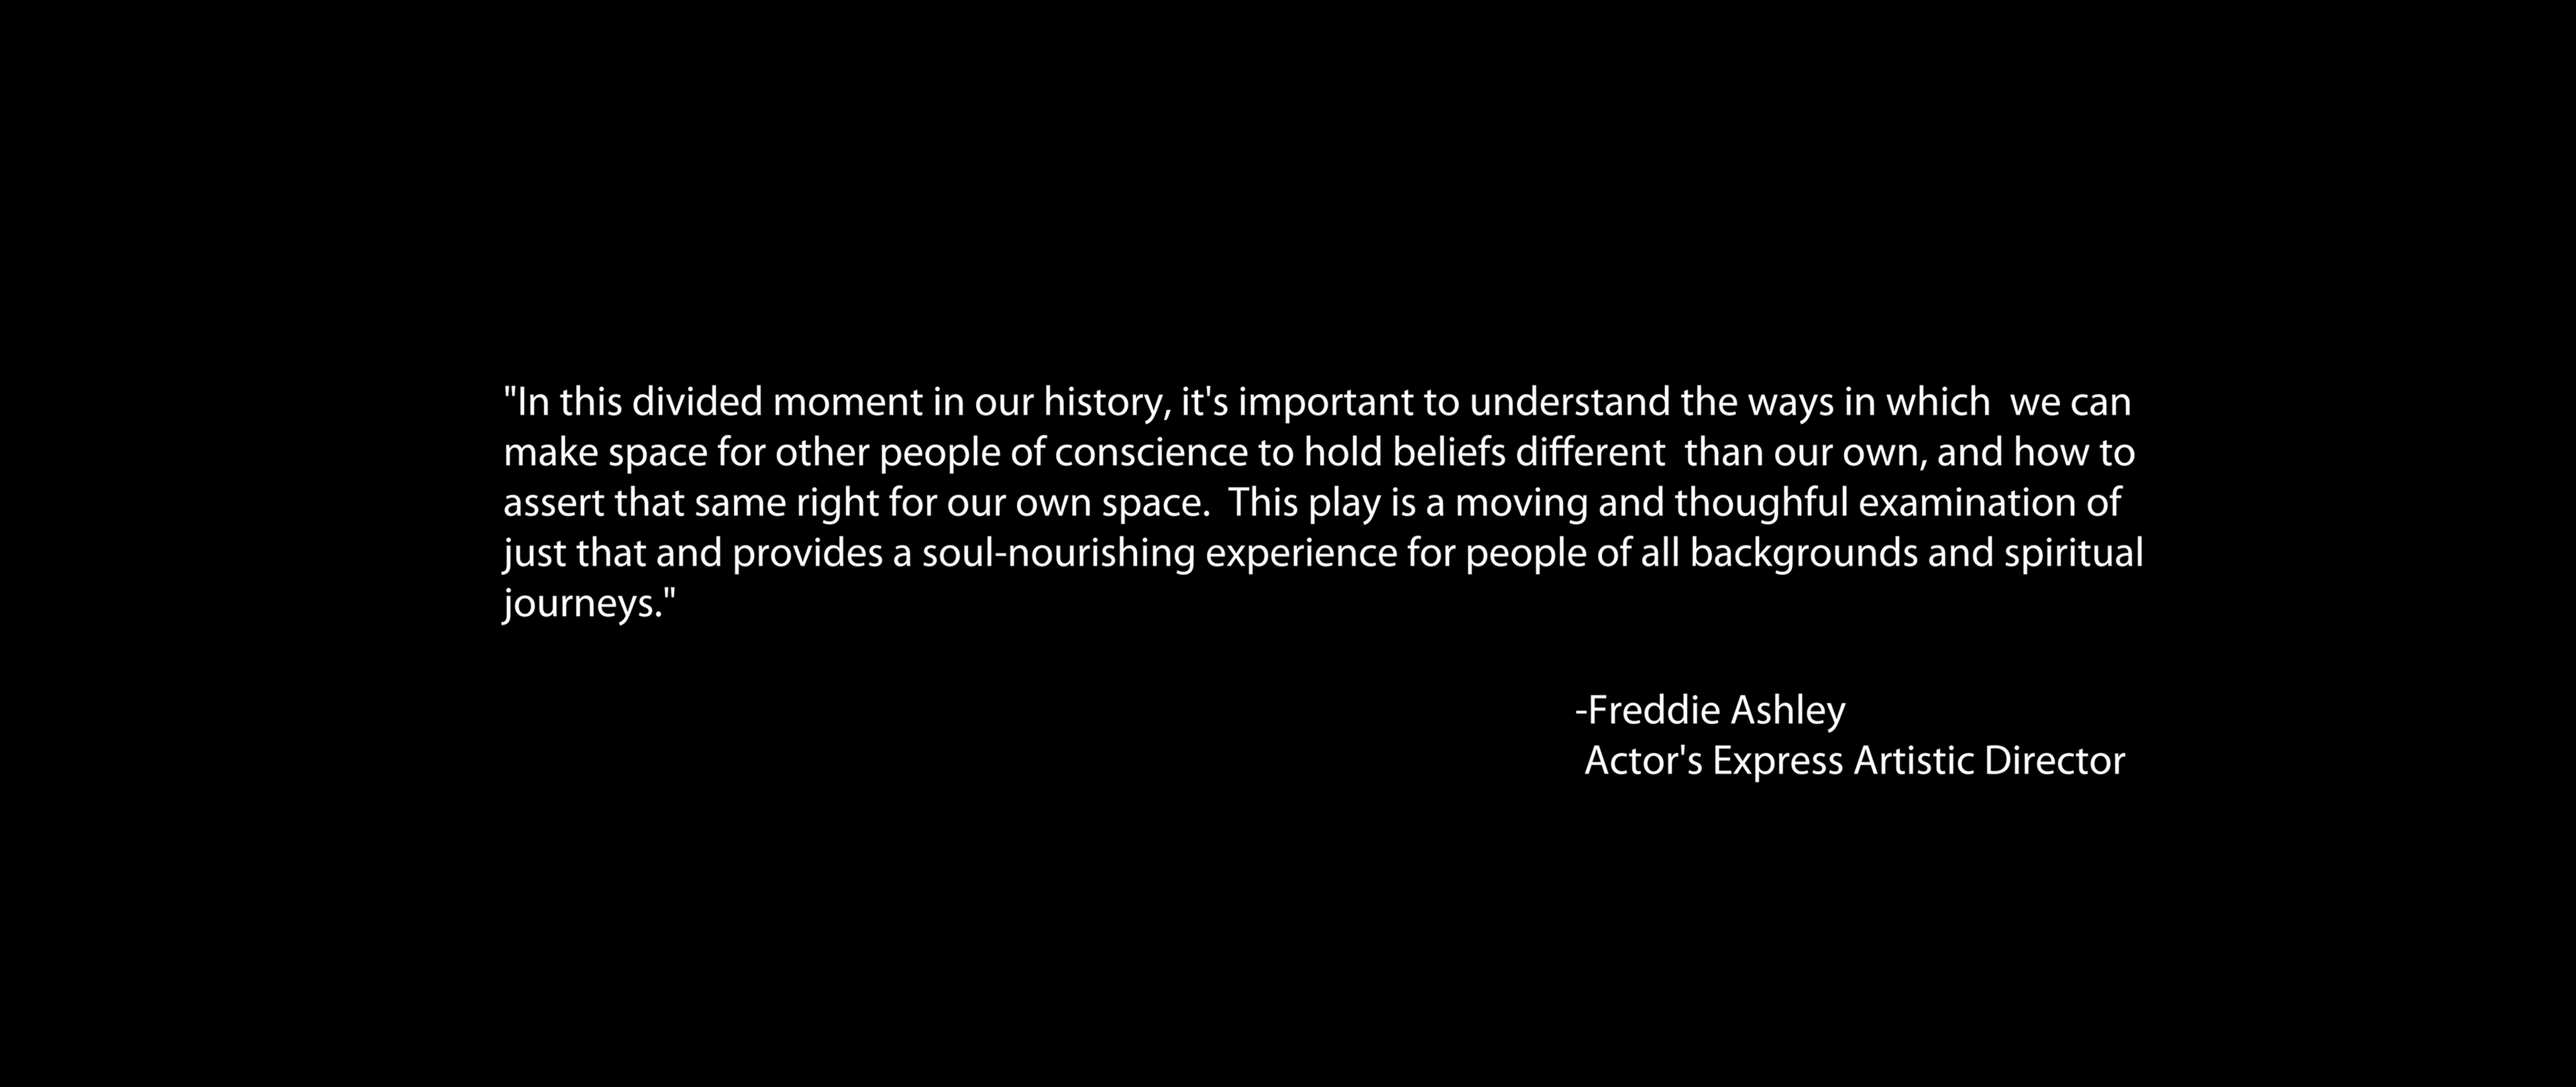 "In this divided moment in our history, it's important to understand the ways in which  we can
make space for other people of conscience to hold beliefs different  than our own, and how to
assert that same right for our own space.  This play is a moving and thoughful examination of
just that and provides a soul-nourishing experience for people of all backgrounds and spiritual
journeys."
-Freddie Ashley
Actor's Express Artistic Director